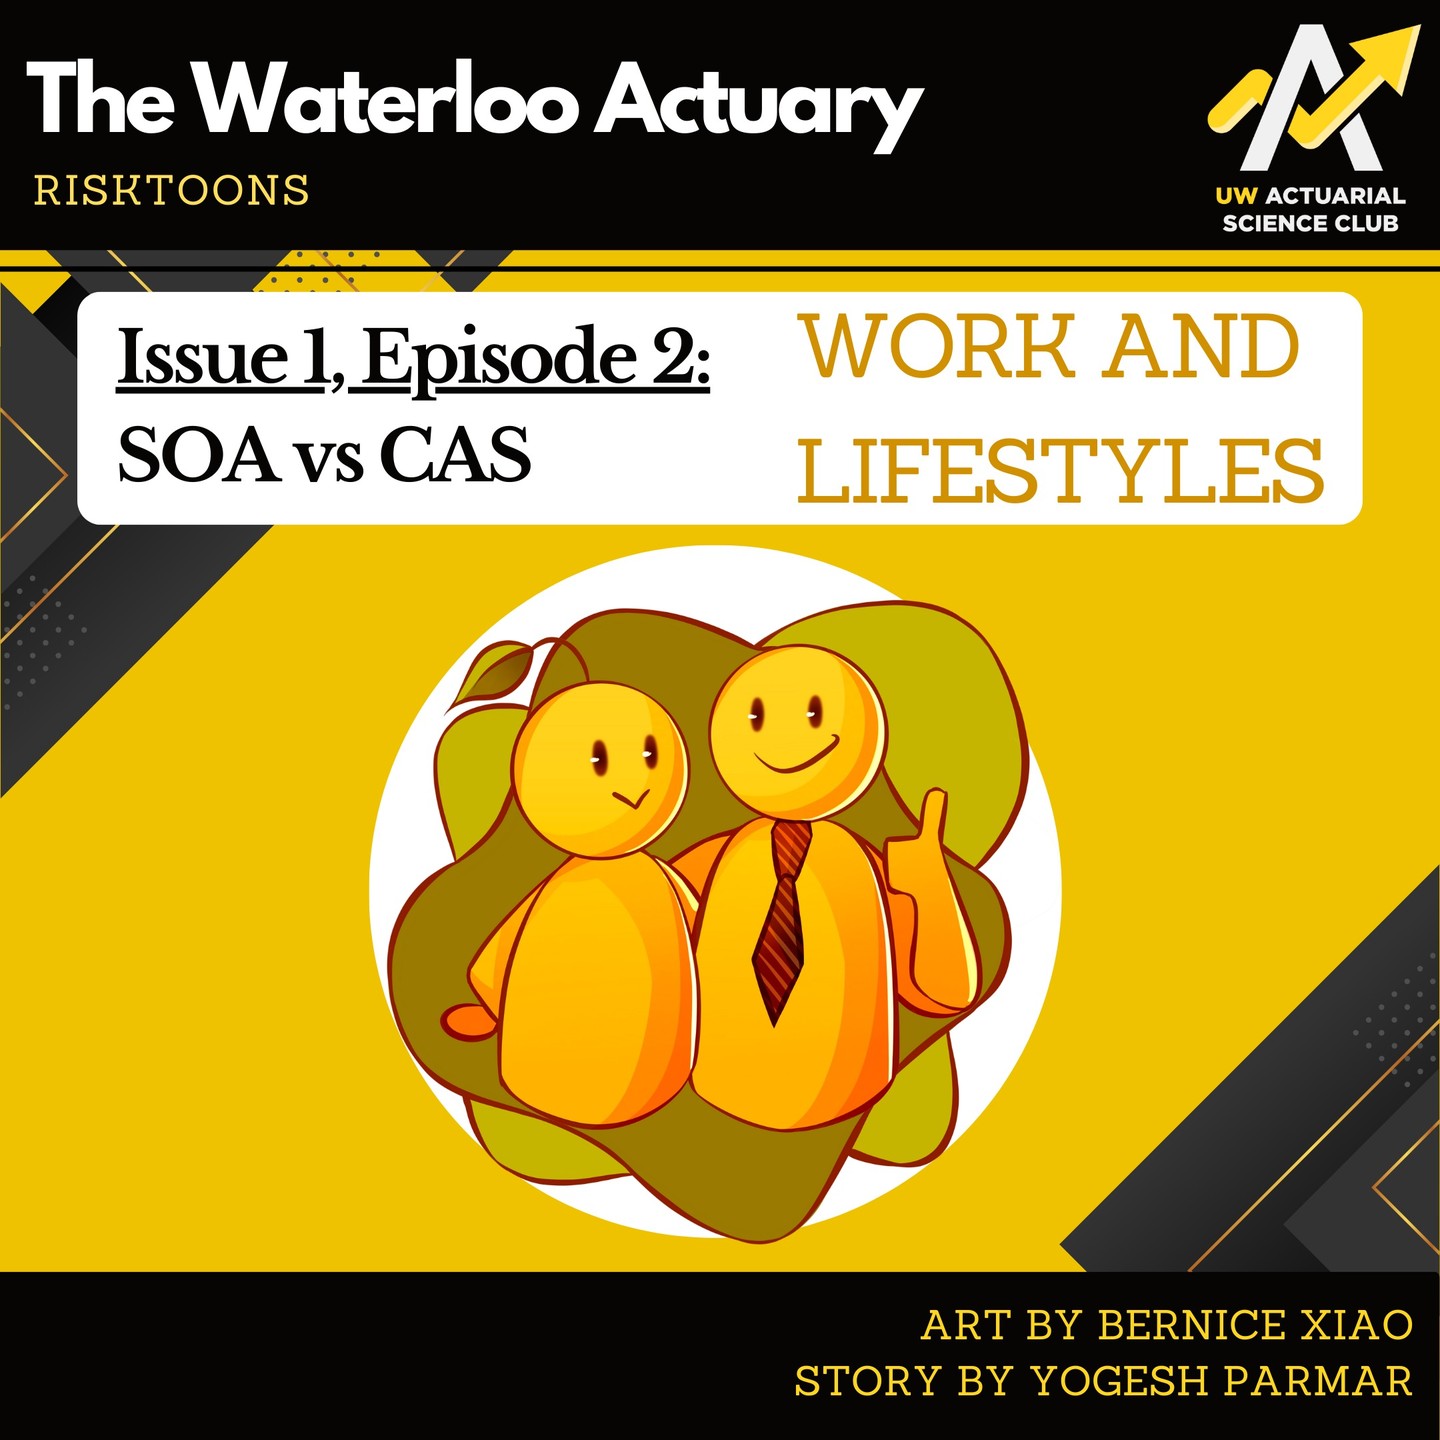 The Waterloo Actuary
RISKTOONS
UW ACTUARIAL
SCIENCE CLUB
Issue 1, Episode 2:
SOA vs CAS
WORK AND
LIFESTYLES
ART BY BERNICE XIAO
STORY BY YOGESH PARMAR